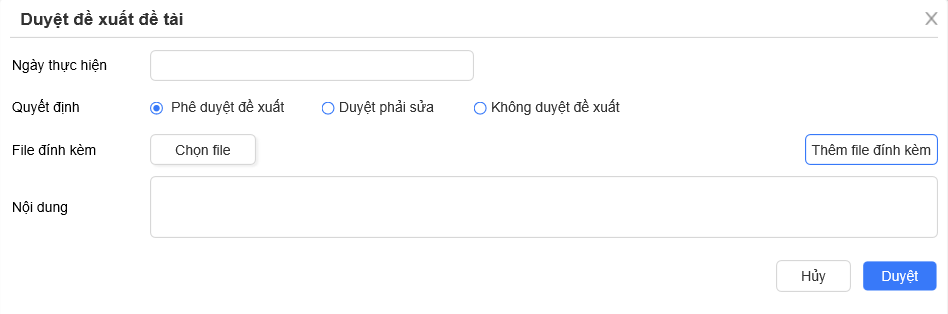 Duyệt đề xuất đề tài
Ngày thực hiện
Quyết định Phê duyệt đề xuất Duyệt phải sửa Không duyệt đề xuất
File đính kèm Chọn file Thêm file đính kèm
Nội dung
Hủy Duyệt